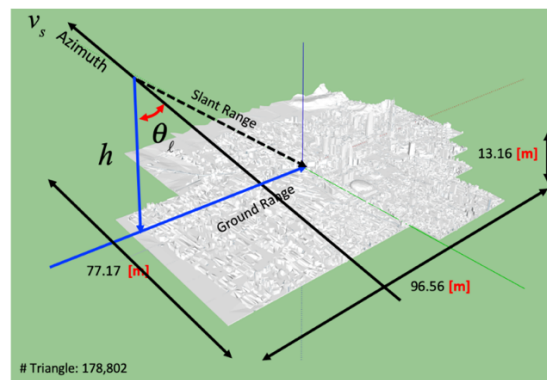 v_s
Azimuth
Slant Range
h
θ_ℓ
Ground Range
13.16 [m]
77.17 [m]
96.56 [m]
# Triangle: 178,802